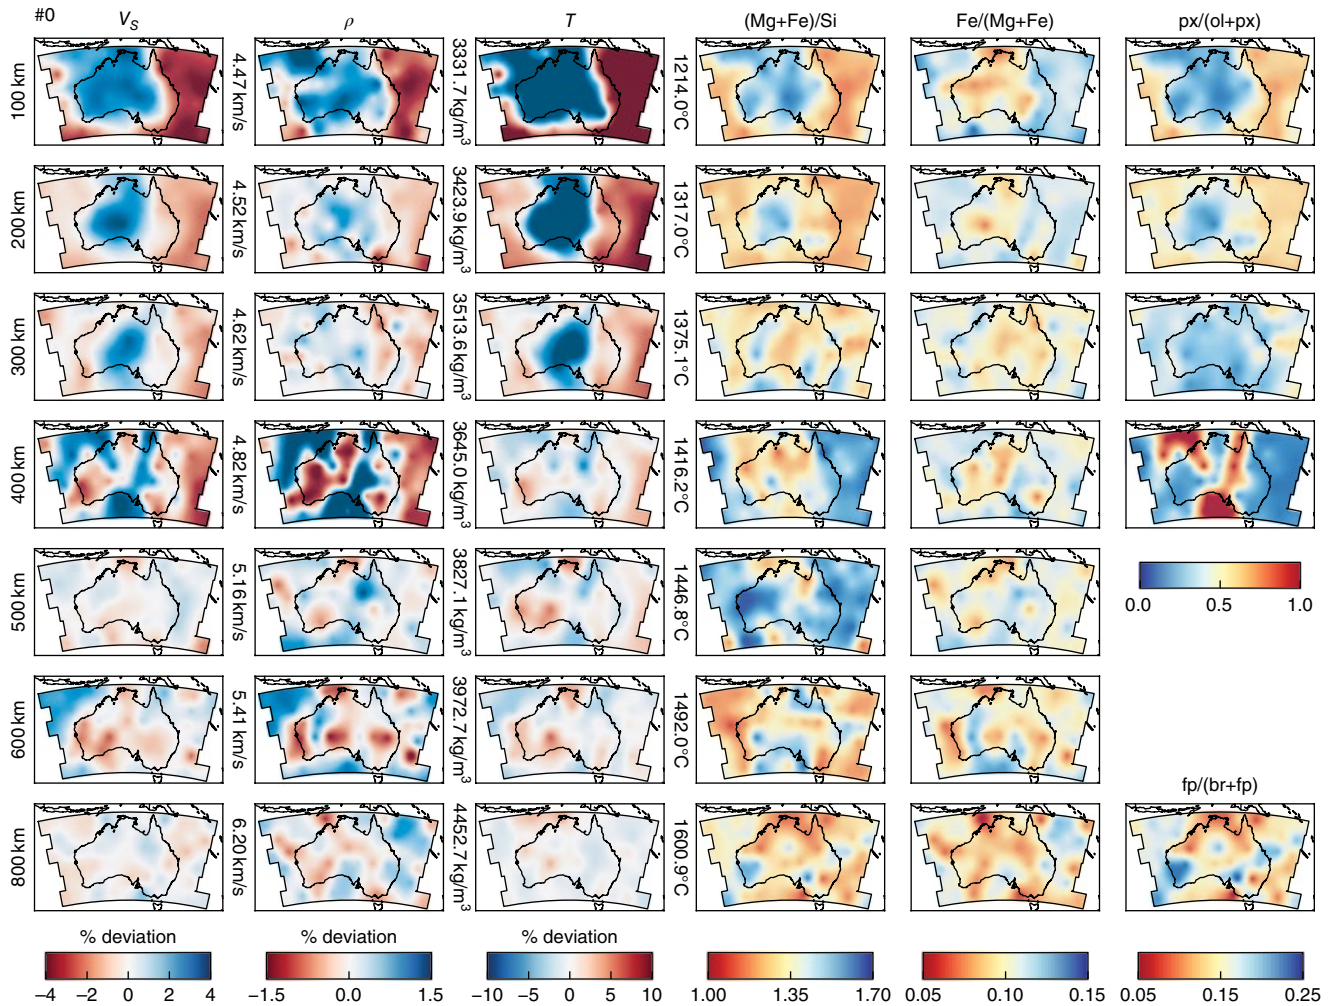 #0
V_S
ρ
T
(Mg+Fe)/Si
Fe/(Mg+Fe)
px/(ol+px)
100 km
4.47 km/s
3331.7 kg/m³
1214.0°C
200 km
4.52 km/s
3423.9 kg/m³
1317.0°C
300 km
4.62 km/s
3513.6 kg/m³
1375.1°C
400 km
4.82 km/s
3645.0 kg/m³
1416.2°C
500 km
5.16 km/s
3827.1 kg/m³
1446.8°C
0.0 0.5 1.0
600 km
5.41 km/s
3972.7 kg/m³
1492.0°C
fp/(br+fp)
800 km
6.20 km/s
4452.7 kg/m³
1600.9°C
% deviation
% deviation
% deviation
−4 −2 0 2 4
−1.5 0.0 1.5
−10 −5 0 5 10
1.00 1.35 1.70
0.05 0.10 0.15
0.05 0.15 0.25